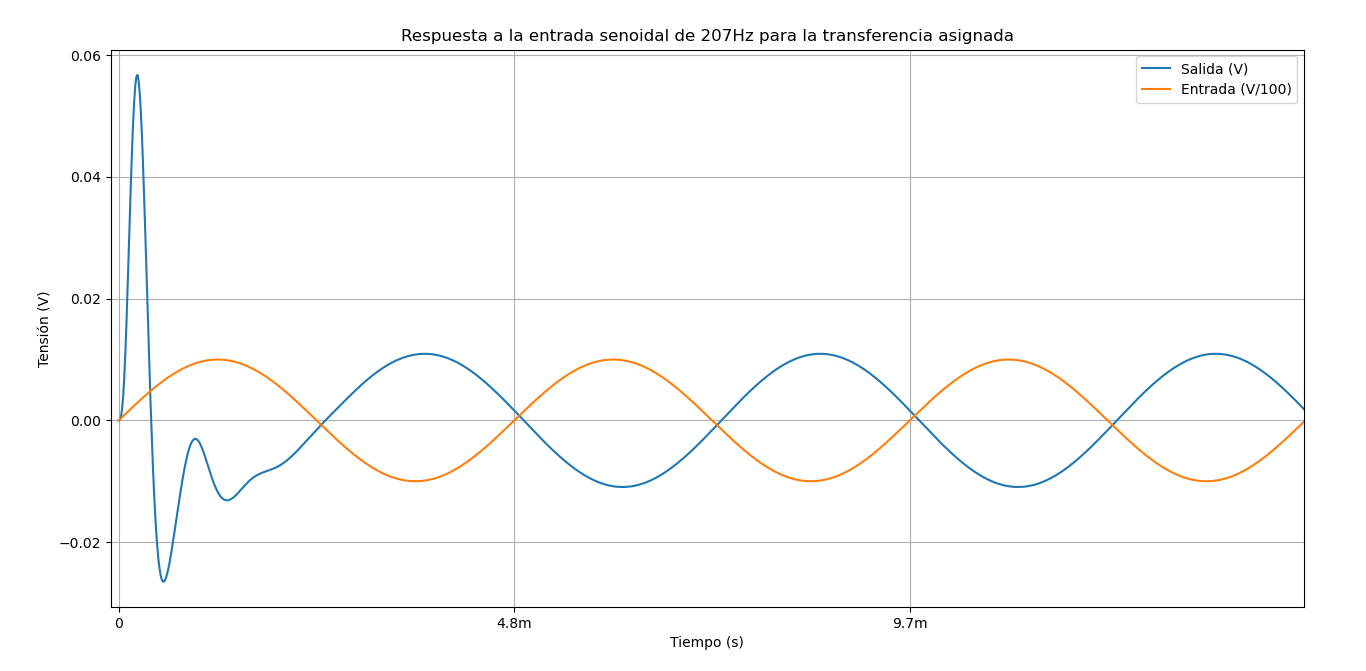 Respuesta a la entrada senoidal de 207Hz para la transferencia asignada
Salida (V)
Entrada (V/100)
0.06
0.04
0.02
0.00
−0.02
Tensión (V)
0
4.8m
9.7m
Tiempo (s)